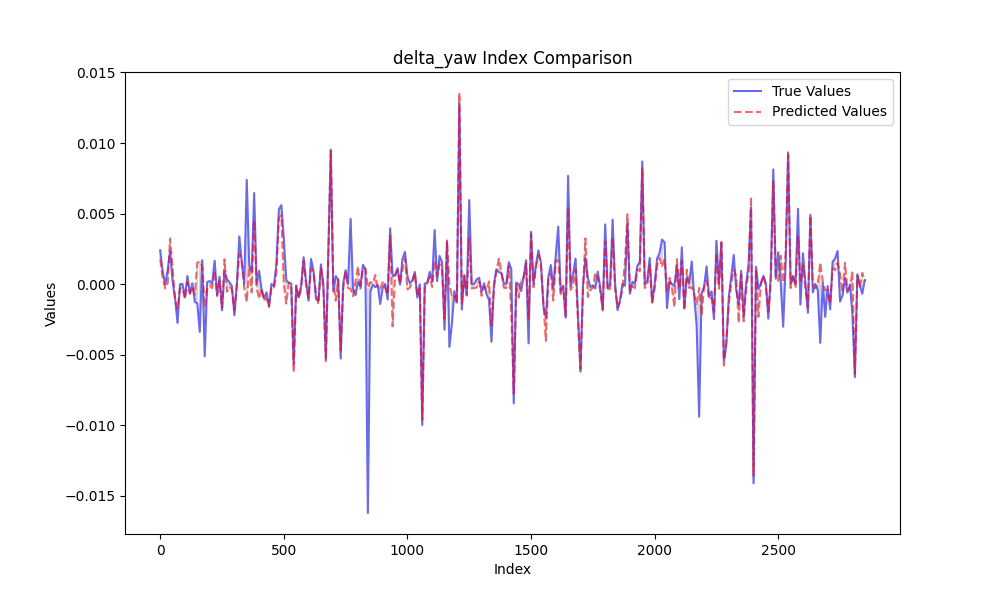 delta_yaw Index Comparison
True Values
Predicted Values
0.015
0.010
0.005
0.000
−0.005
−0.010
−0.015
Values
0
500
1000
1500
2000
2500
Index